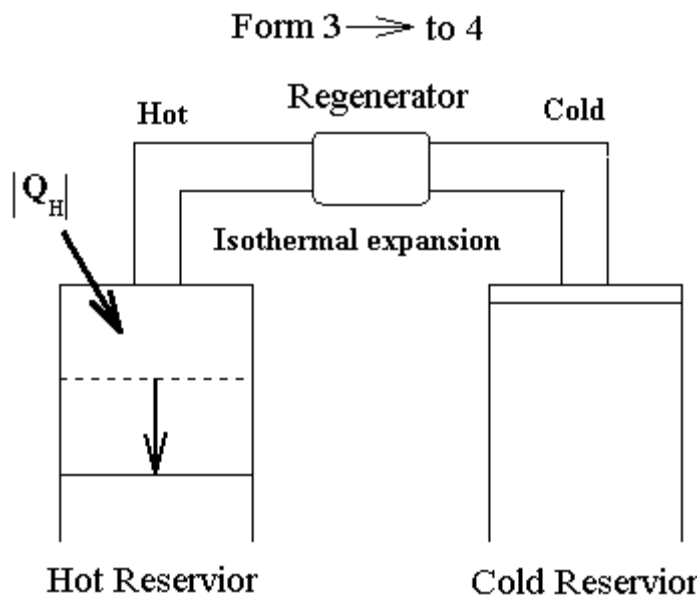 Form 3 → to 4
Regenerator
Hot
Cold
|Q_H|
Isothermal expansion
Hot Reservior
Cold Reservior